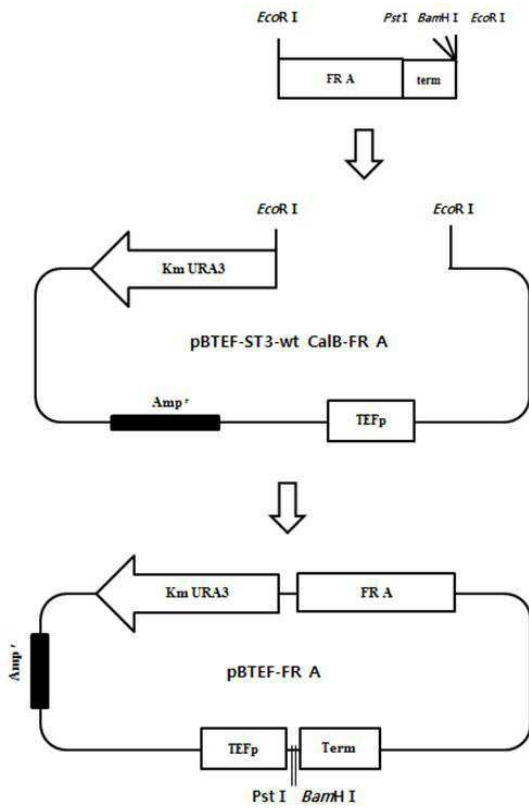 EcoR I Pst I BamH I EcoR I
FR A term
EcoR I EcoR I
Km URA3
pBTEF-ST3-wt CalB-FR A
Amp r
TEFp
Km URA3 FR A
Amp r
pBTEF-FR A
TEFp Term
Pst I BamH I